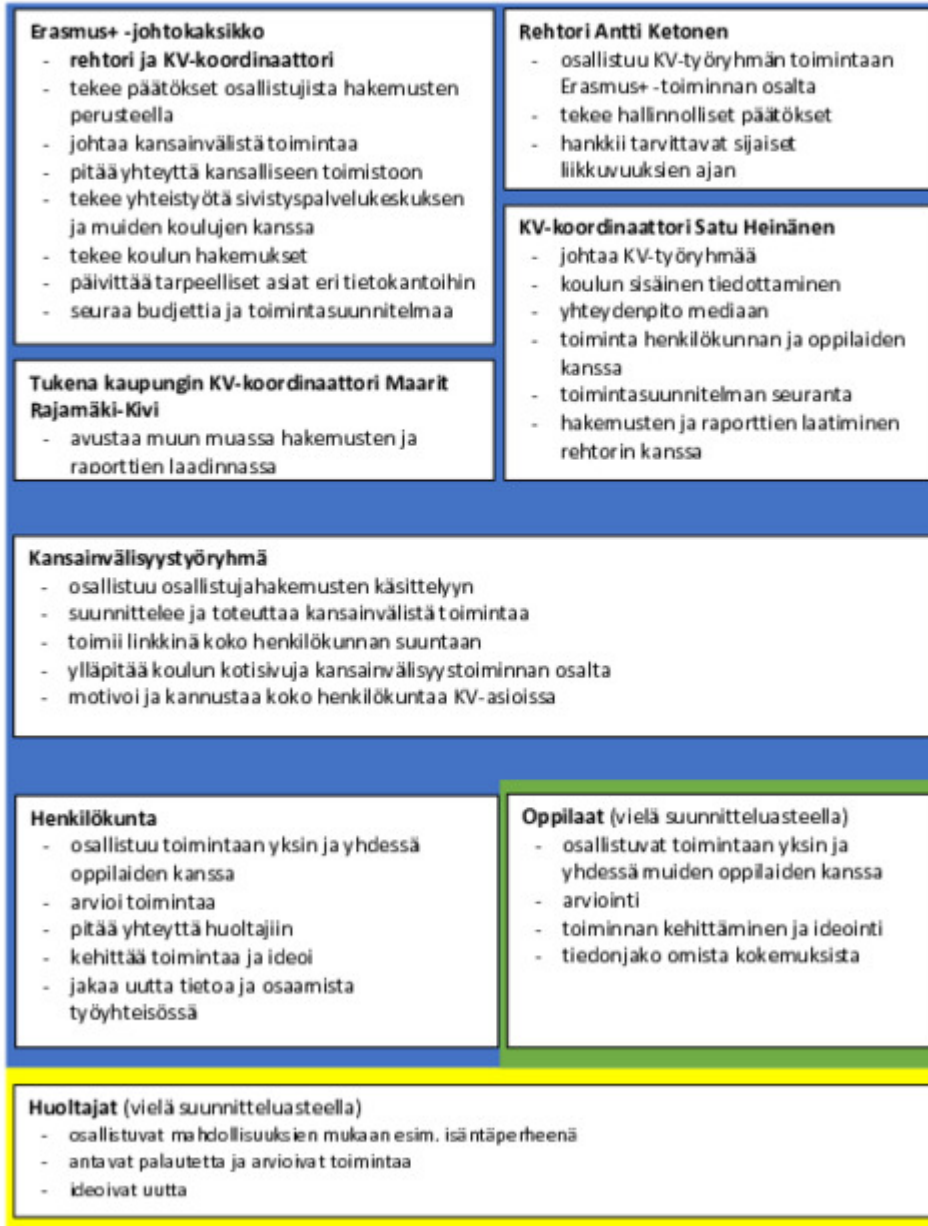 Erasmus+ -johtokaksikko
- rehtori ja KV-koordinaattori
- tekee päätökset osallistujista hakemusten
perusteella
- johtaa kansainvälistä toimintaa
- pitää yhteyttä kansalliseen toimistoon
- tekee yhteistyötä sivistyspalvelukeskuksen
ja muiden koulujen kanssa
- tekee koulun hakemukset
- päivittää tarpeelliset asiat eri tietokantoihin
- seuraa budjettia ja toimintasuunnitelmaa
Rehtori Antti Ketonen
- osallistuu KV-työryhmän toimintaan
Erasmus+ -toiminnan osalta
- tekee hallinnolliset päätökset
- hankkii tarvittavat sijaiset
liikkuvuuksien ajan
KV-koordinaattori Satu Heinänen
- johtaa KV-työryhmää
- koulun sisäinen tiedottaminen
- yhteydenpito mediaan
- toiminta henkilökunnan ja oppilaiden
kanssa
- toimintasuunnitelman seuranta
- hakemusten ja raporttien laatiminen
rehtorin kanssa
Tukena kaupungin KV-koordinaattori Maarit
Rajamäki-Kivi
- avustaa muun muassa hakemusten ja
raporttien laadinnassa
Kansainvälisyystyöryhmä
- osallistuu osallistujahakemusten käsittelyyn
- suunnittelee ja toteuttaa kansainvälistä toimintaa
- toimii linkkinä koko henkilökunnan suuntaan
- ylläpitää koulun kotisivuja kansainvälisyystoiminnan osalta
- motivoi ja kannustaa koko henkilökuntaa KV-asioissa
Henkilökunta
- osallistuu toimintaan yksin ja yhdessä
oppilaiden kanssa
- arvioi toimintaa
- pitää yhteyttä huoltajiin
- kehittää toimintaa ja ideoi
- jakaa uutta tietoa ja osaamista
työyhteisössä
Oppilaat (vielä suunnitteluasteella)
- osallistuvat toimintaan yksin ja
yhdessä muiden oppilaiden kanssa
- arviointi
- toiminnan kehittäminen ja ideointi
- tiedonjako omista kokemuksista
Huoltajat (vielä suunnitteluasteella)
- osallistuvat mahdollisuuksien mukaan esim. isäntäperheenä
- antavat palautetta ja arvioivat toimintaa
- ideoivat uutta